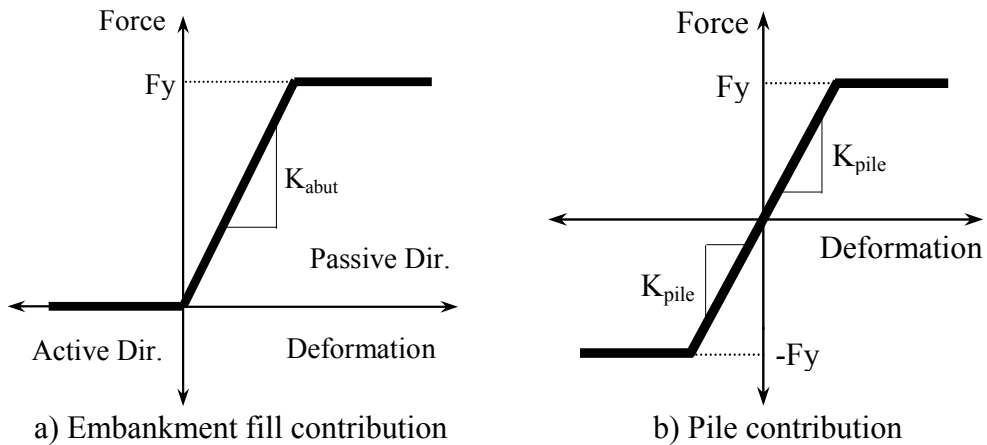 Force
Fy
K_abut
Passive Dir.
Active Dir.
Deformation
a) Embankment fill contribution
Force
Fy
K_pile
Deformation
K_pile
-Fy
b) Pile contribution